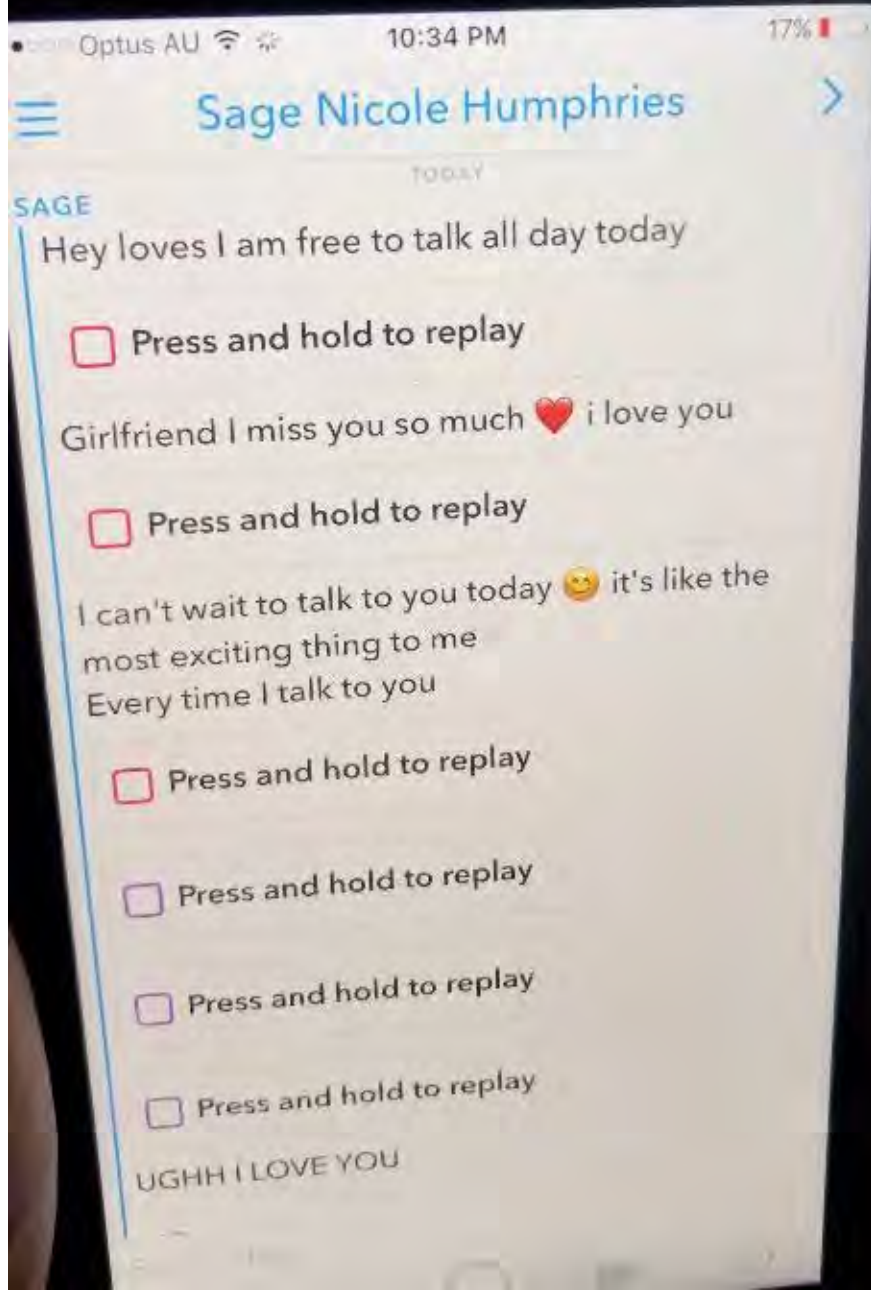 Optus AU 10:34 PM 17%
Sage Nicole Humphries
TODAY
SAGE
Hey loves I am free to talk all day today
Press and hold to replay
Girlfriend I miss you so much ❤️ i love you
Press and hold to replay
I can't wait to talk to you today 😊 it's like the
most exciting thing to me
Every time I talk to you
Press and hold to replay
Press and hold to replay
Press and hold to replay
Press and hold to replay
UGHH I LOVE YOU